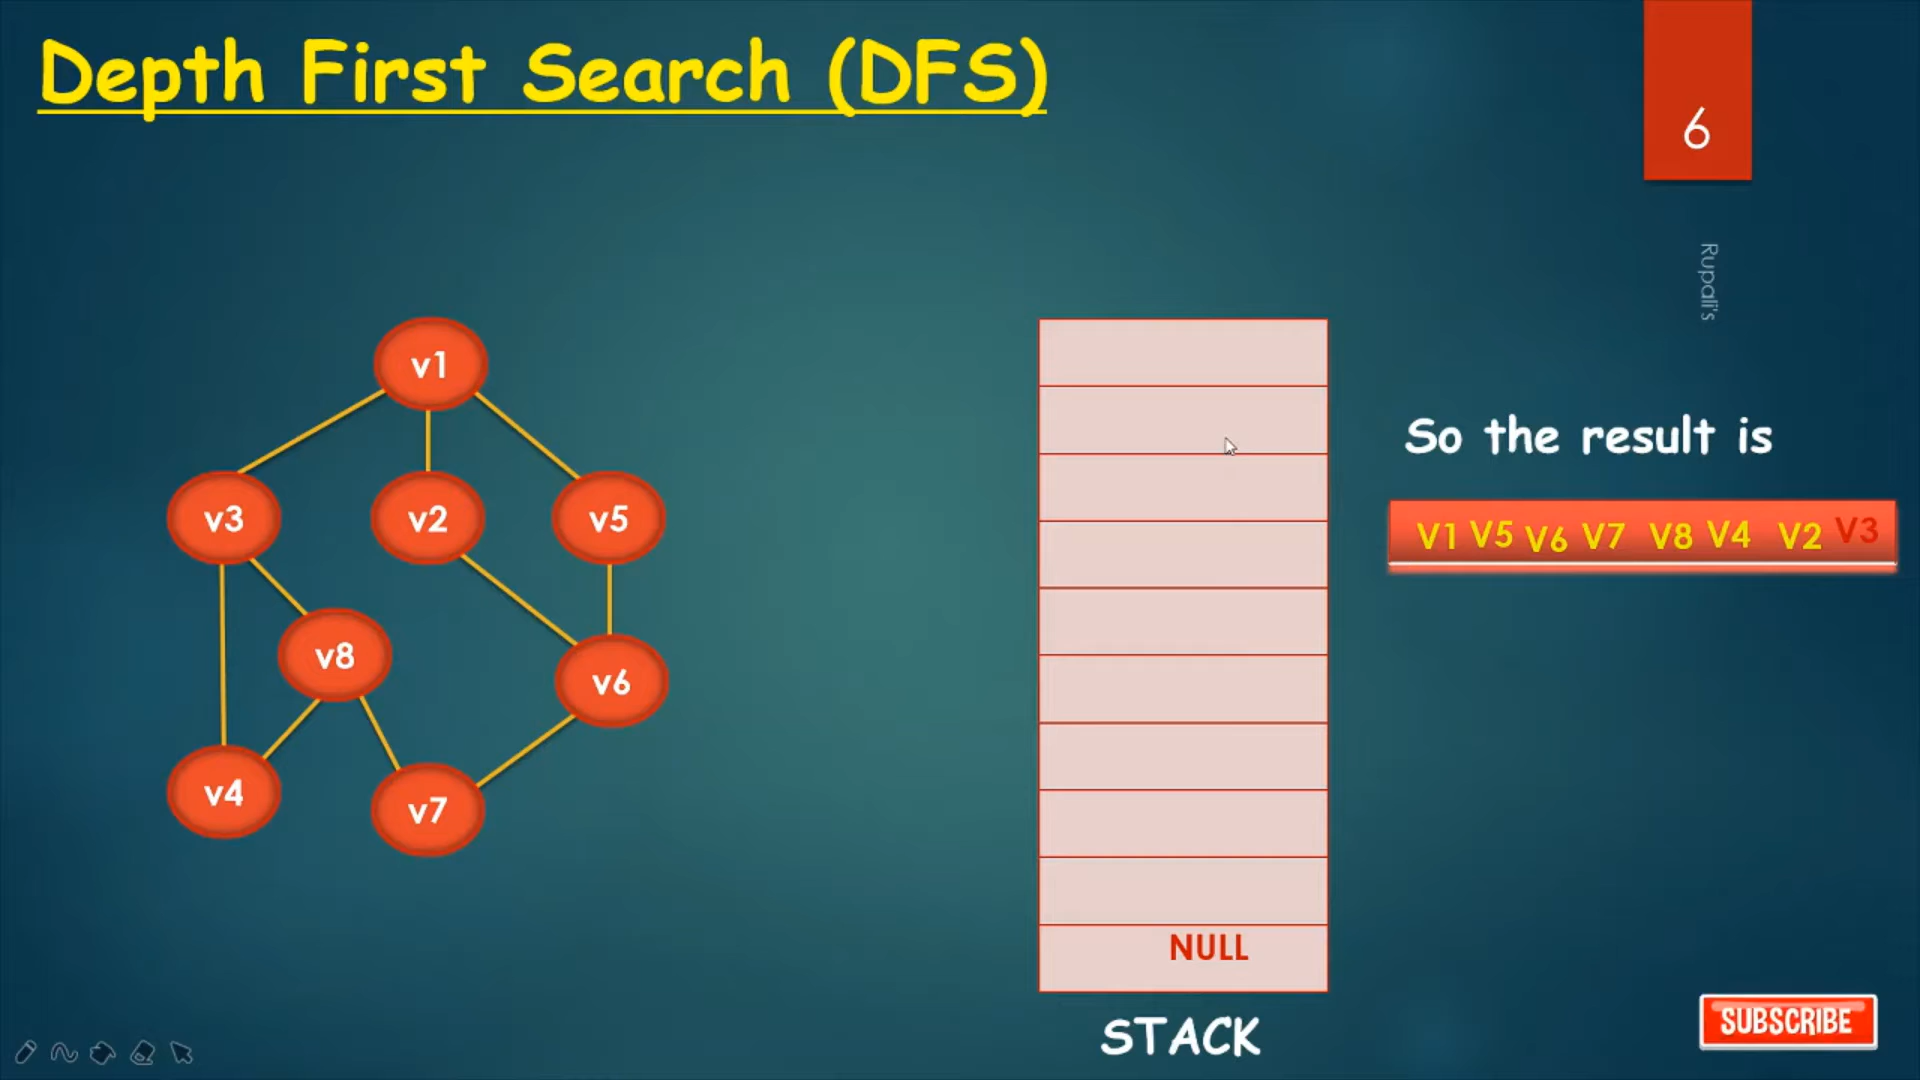 Depth First Search (DFS)
6
Rupali's
v1
v3
v2
v5
v8
v6
v4
v7
So the result is
V1 V5 V6 V7 V8 V4 V2 V3
NULL
STACK
SUBSCRIBE